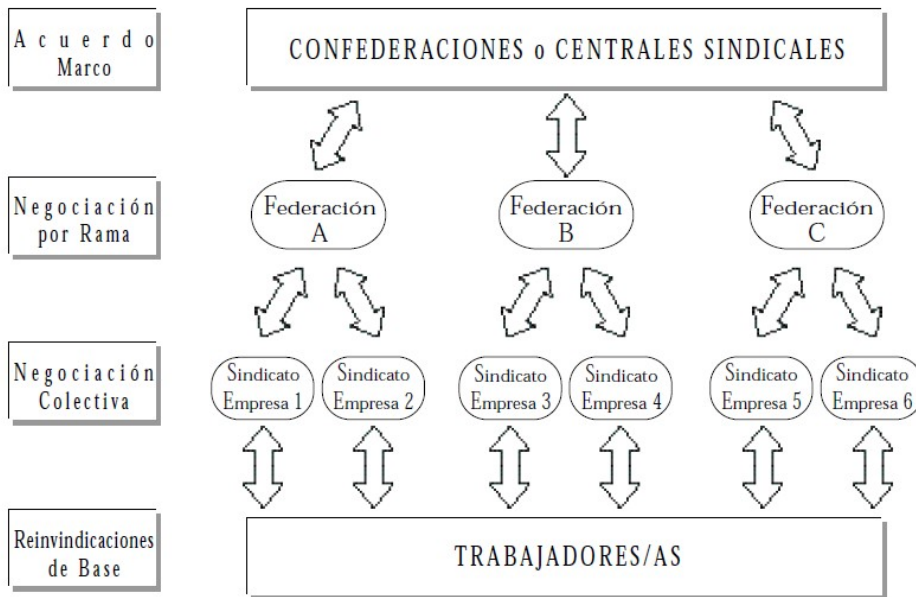 Acuerdo
Marco
CONFEDERACIONES o CENTRALES SINDICALES
Negociación
por Rama
Federación
A
Federación
B
Federación
C
Negociación
Colectiva
Sindicato
Empresa 1
Sindicato
Empresa 2
Sindicato
Empresa 3
Sindicato
Empresa 4
Sindicato
Empresa 5
Sindicato
Empresa 6
Reinvindicaciones
de Base
TRABAJADORES/AS